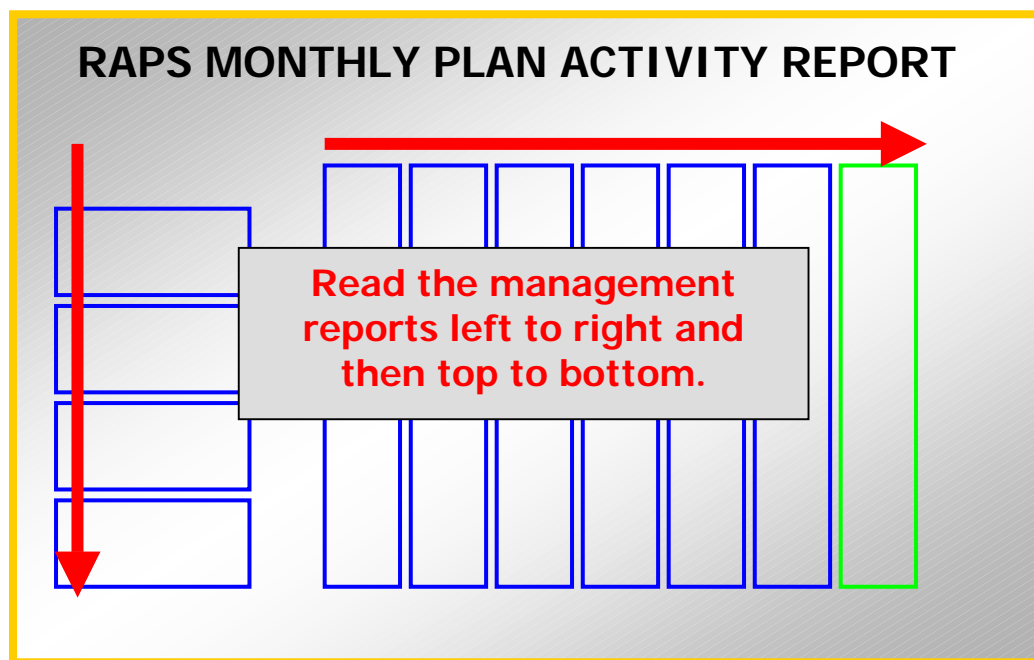 RAPS MONTHLY PLAN ACTIVITY REPORT
Read the management
reports left to right and
then top to bottom.